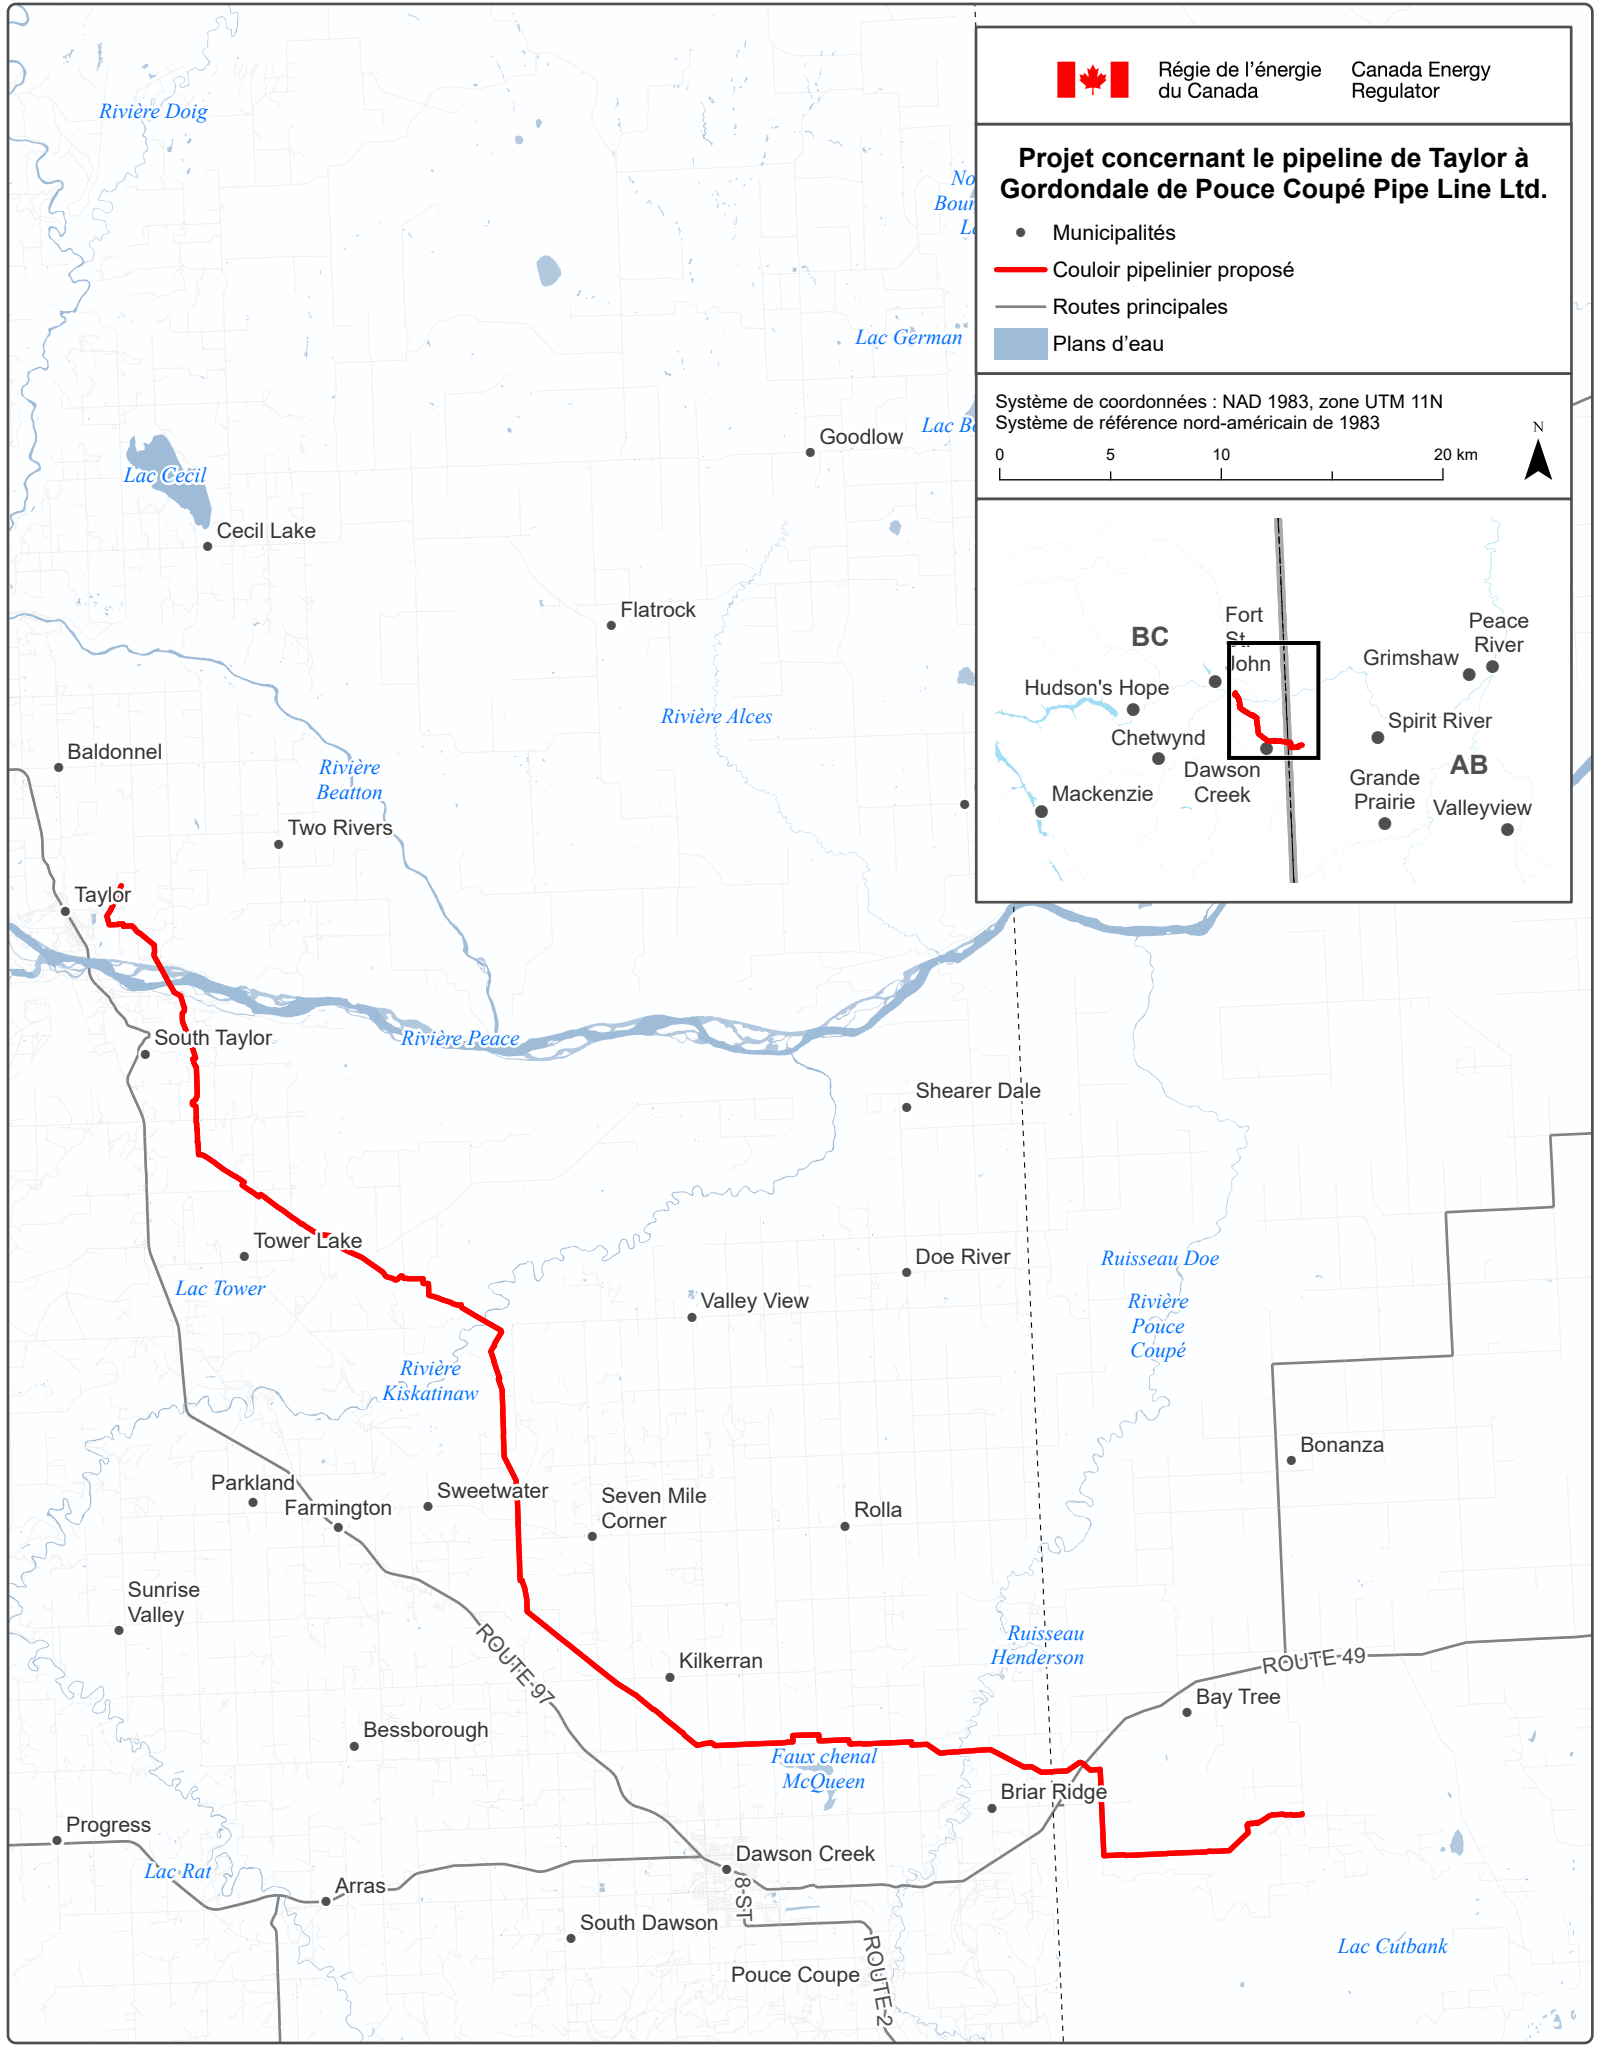 Régie de l'énergie
du Canada
Canada Energy
Regulator
Projet concernant le pipeline de Taylor à
Gordondale de Pouce Coupé Pipe Line Ltd.
Municipalités
Couloir pipelinier proposé
Routes principales
Plans d'eau
Système de coordonnées : NAD 1983, zone UTM 11N
Système de référence nord-américain de 1983
0 5 10 20 km
N
Fort
St.
John
BC
Peace
River
Grimshaw
Hudson's Hope
Spirit River
Chetwynd
AB
Dawson
Creek
Grande
Prairie
Mackenzie
Valleyview
Rivière Doig
Lac German
Goodlow
Lac Cecil
Cecil Lake
Flatrock
Rivière Alces
Baldonnel
Rivière
Beatton
Two Rivers
Taylor
South Taylor
Rivière Peace
Shearer Dale
Tower Lake
Lac Tower
Doe River
Ruisseau Doe
Valley View
Rivière
Pouce
Coupé
Rivière
Kiskatinaw
Bonanza
Parkland
Farmington
Sweetwater
Seven Mile
Corner
Rolla
Sunrise
Valley
ROUTE-97
Ruisseau
Henderson
Kilkerran
ROUTE-49
Bay Tree
Bessborough
Faux chenal
McQueen
Briar Ridge
Progress
Lac Rat
Arras
Dawson Creek
8-ST
South Dawson
Pouce Coupe
ROUTE-2
Lac Cutbank